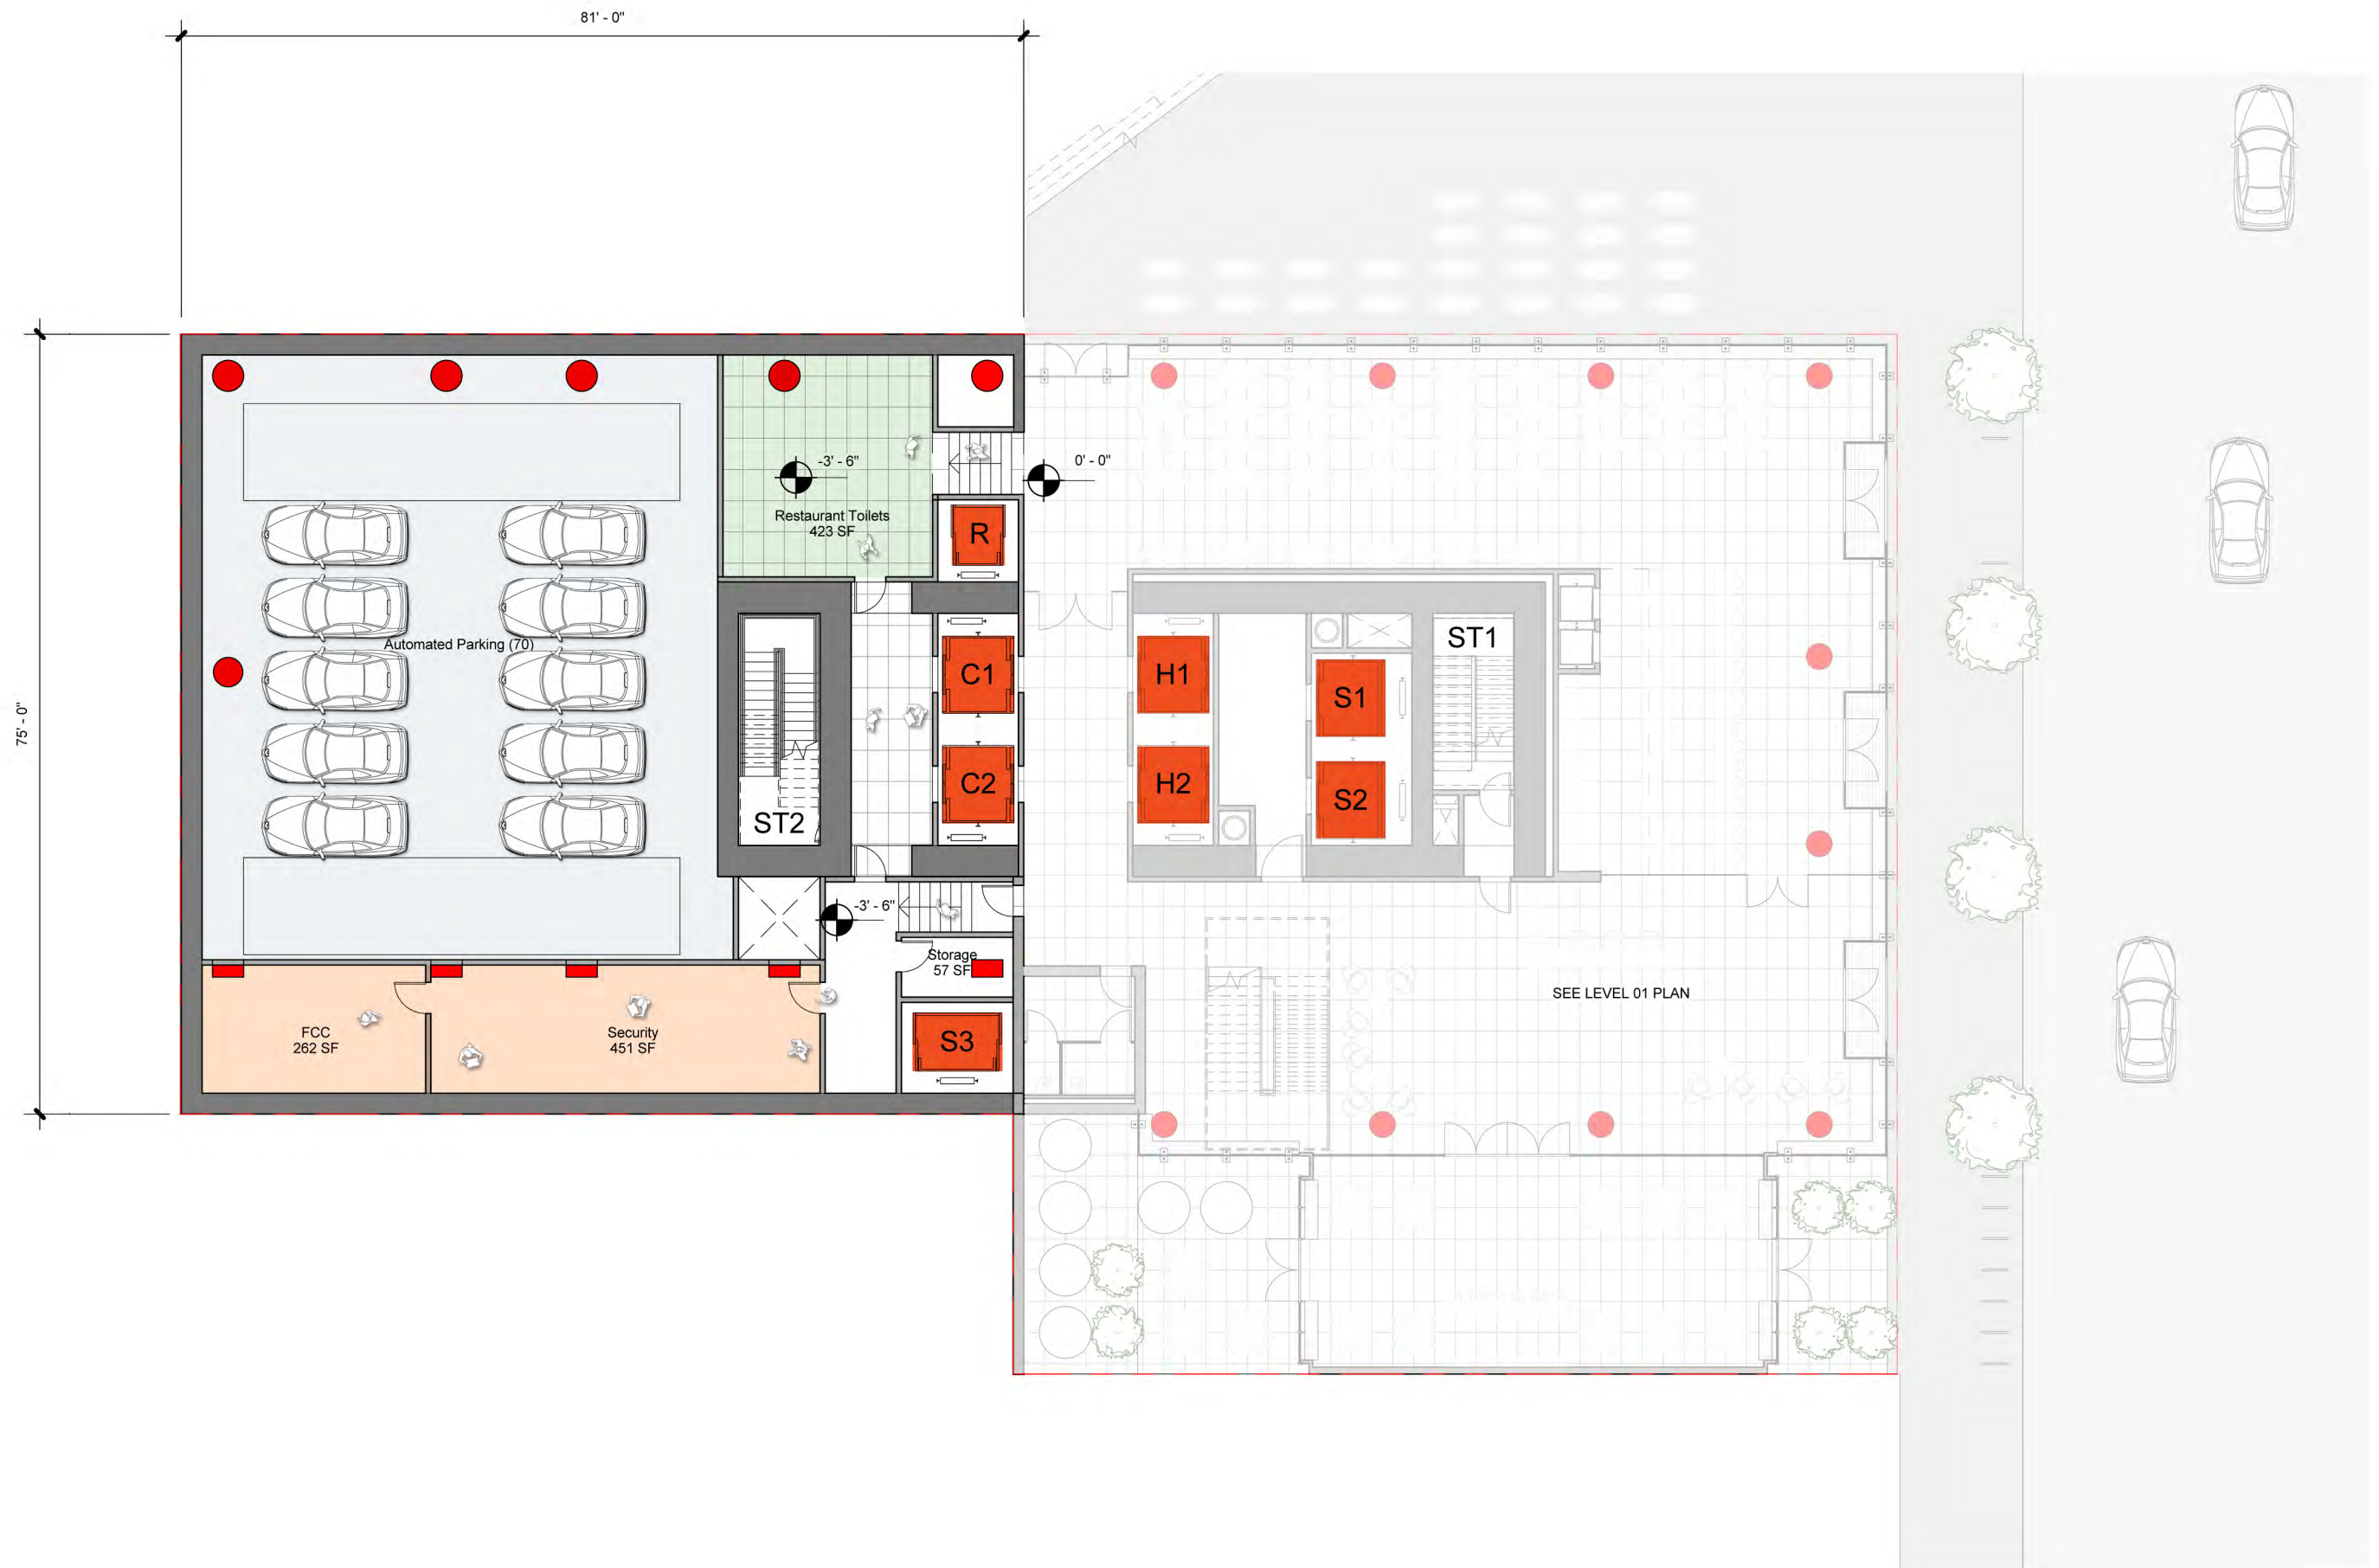 81' - 0"
75' - 0"
-3' - 6"
0' - 0"
Restaurant Toilets
423 SF
R
Automated Parking (70)
C1
C2
ST2
H1
H2
S1
S2
ST1
-3' - 6"
Storage
57 SF
SEE LEVEL 01 PLAN
FCC
262 SF
Security
451 SF
S3